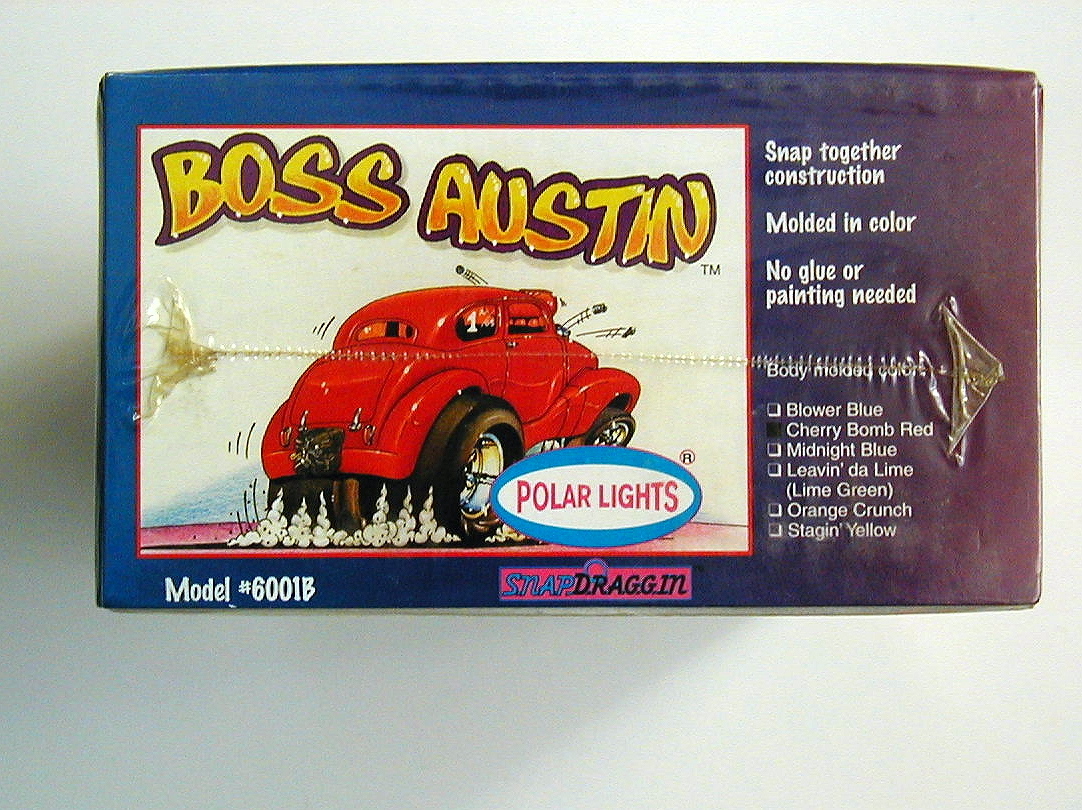 BOSS AUSTIN
TM
1
POLAR LIGHTS
®
Snap together
construction
Molded in color
No glue or
painting needed
Body molded colors
❑ Blower Blue
■ Cherry Bomb Red
❑ Midnight Blue
❑ Leavin' da Lime
(Lime Green)
❑ Orange Crunch
❑ Stagin' Yellow
Model #6001B
SNAPDRAGGIN